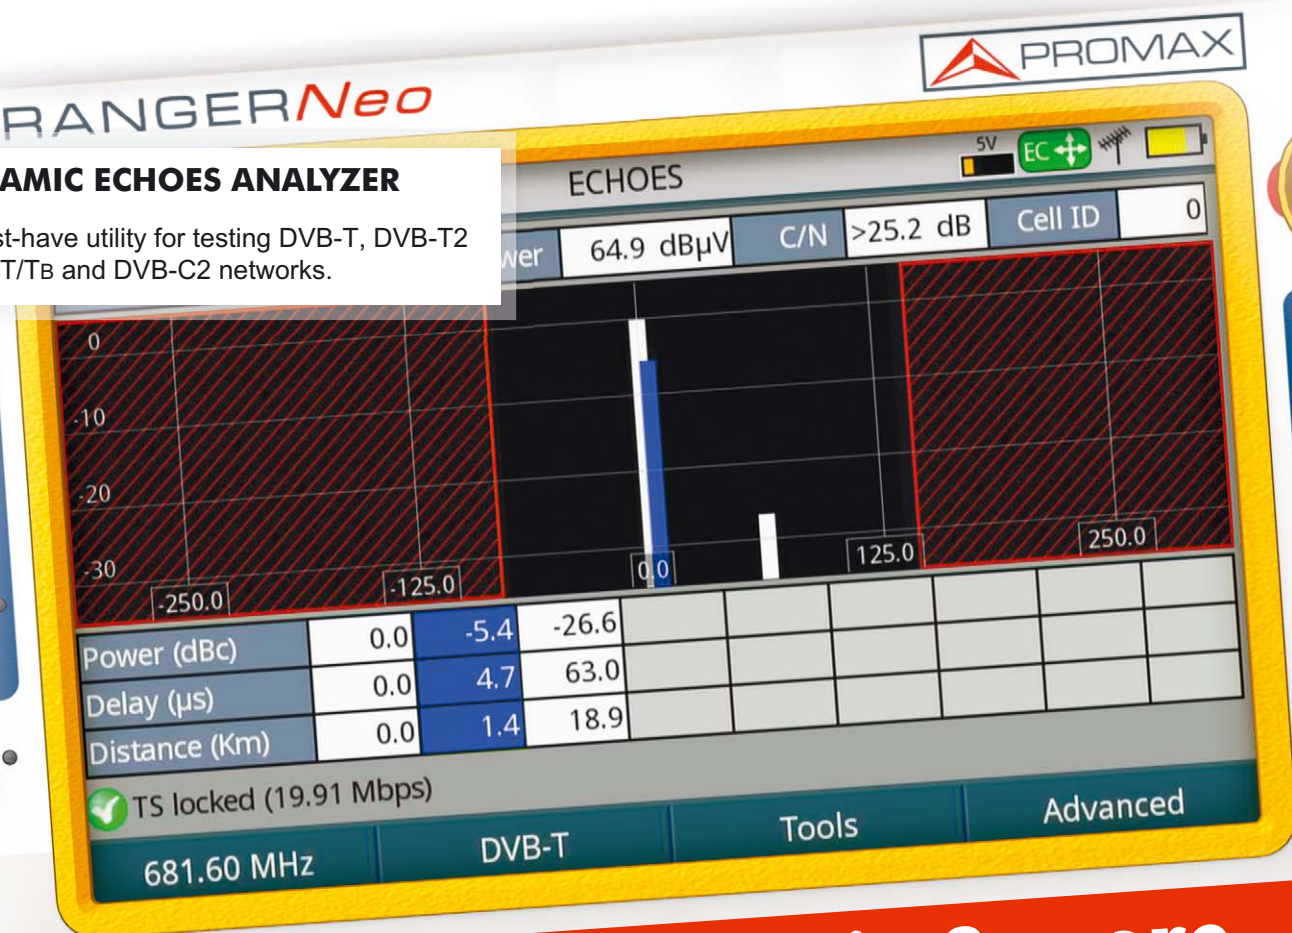 RANGERNeo
PROMAX
AMIC ECHOES ANALYZER
st-have utility for testing DVB-T, DVB-T2
T/TB and DVB-C2 networks.
ECHOES
5V
EC
wer 64.9 dBµV C/N >25.2 dB Cell ID 0
0
-10
-20
-30
-250.0 -125.0 0.0 125.0 250.0
Power (dBc) 0.0 -5.4 -26.6
Delay (µs) 0.0 4.7 63.0
Distance (Km) 0.0 1.4 18.9
TS locked (19.91 Mbps)
681.60 MHz DVB-T Tools Advanced